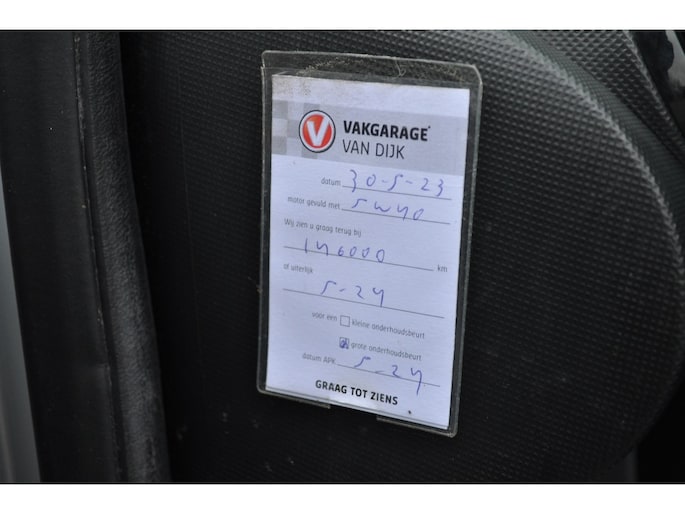 V VAKGARAGE
VAN DIJK
datum 30-5-23
motor gevuld met 5W40
Wij zien u graag terug bij
146000 km
of uiterlijk
5-24
voor een kleine onderhoudsbeurt
grote onderhoudsbeurt
datum APK 5-24
GRAAG TOT ZIENS